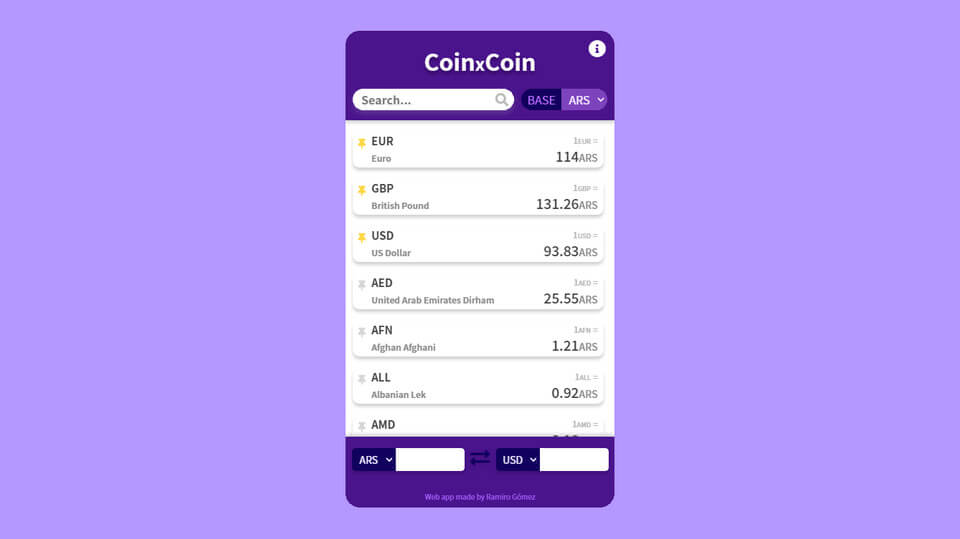 i
CoinxCoin
Search... BASE ARS
EUR 1EUR =
Euro 114ARS
GBP 1GBP =
British Pound 131.26ARS
USD 1USD =
US Dollar 93.83ARS
AED 1AED =
United Arab Emirates Dirham 25.55ARS
AFN 1AFN =
Afghan Afghani 1.21ARS
ALL 1ALL =
Albanian Lek 0.92ARS
AMD 1AMD =
ARS USD
Web app made by Ramiro Gómez